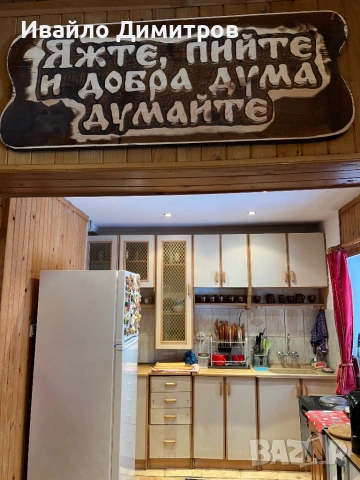 Ивайло Димитров
Яжте, пийте
и добра дума
думайте
BAZAR